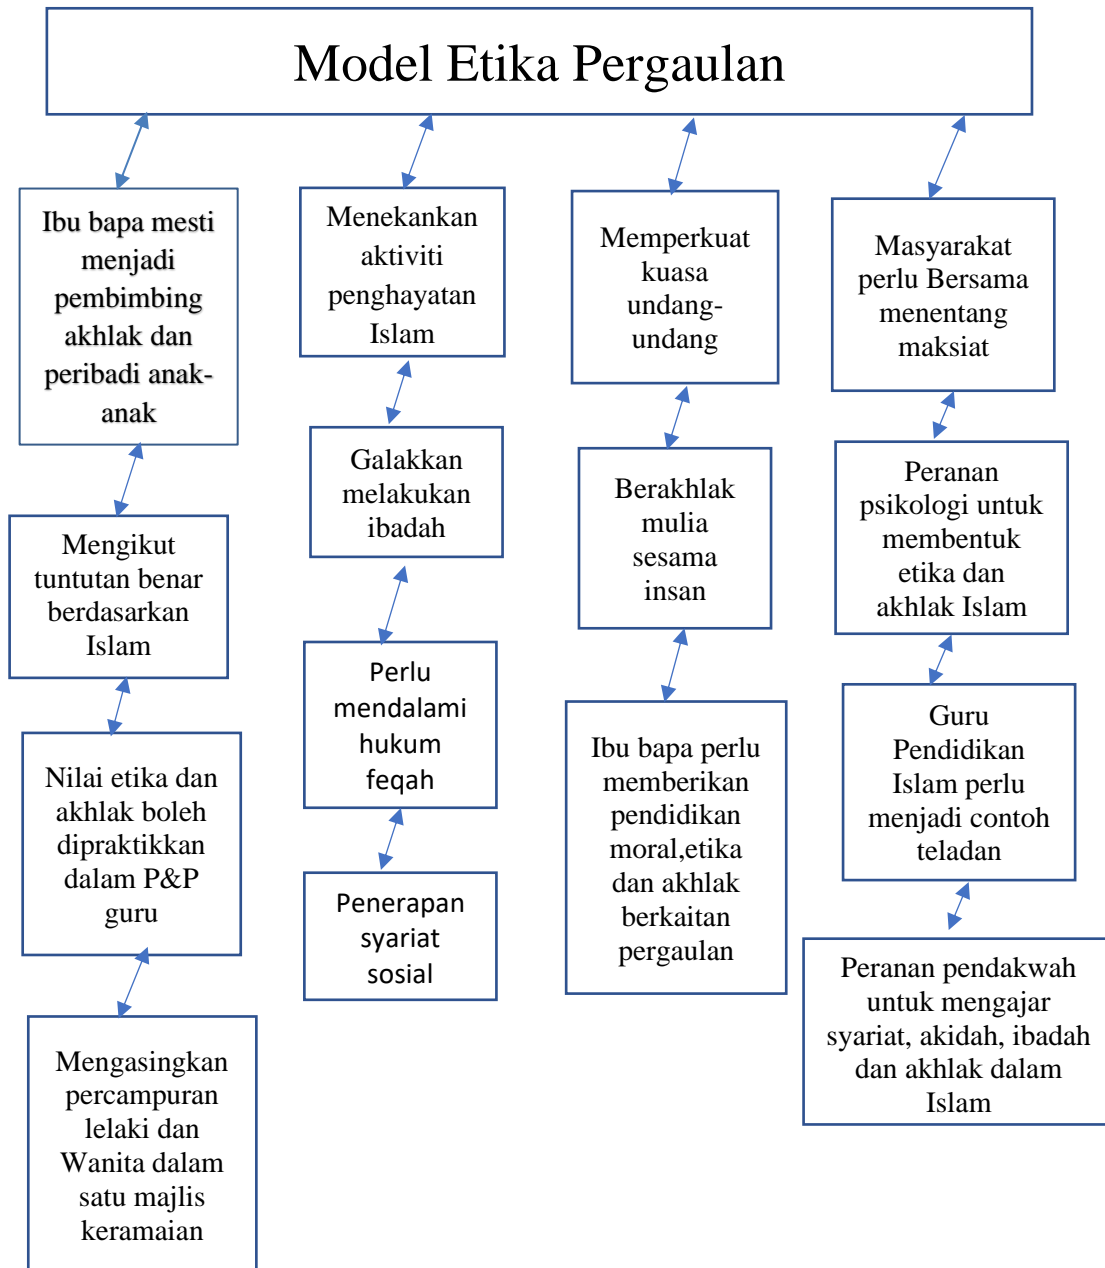 Model Etika Pergaulan
Ibu bapa mesti
menjadi
pembimbing
akhlak dan
peribadi anak-
anak
Mengikut
tuntutan benar
berdasarkan
Islam
Nilai etika dan
akhlak boleh
dipraktikkan
dalam P&P
guru
Mengasingkan
percampuran
lelaki dan
Wanita dalam
satu majlis
keramaian
Menekankan
aktiviti
penghayatan
Islam
Galakkan
melakukan
ibadah
Perlu
mendalami
hukum
feqah
Penerapan
syariat
sosial
Memperkuat
kuasa
undang-
undang
Berakhlak
mulia
sesama
insan
Ibu bapa perlu
memberikan
pendidikan
moral,etika
dan akhlak
berkaitan
pergaulan
Masyarakat
perlu Bersama
menentang
maksiat
Peranan
psikologi untuk
membentuk
etika dan
akhlak Islam
Guru
Pendidikan
Islam perlu
menjadi contoh
teladan
Peranan pendakwah
untuk mengajar
syariat, akidah, ibadah
dan akhlak dalam
Islam